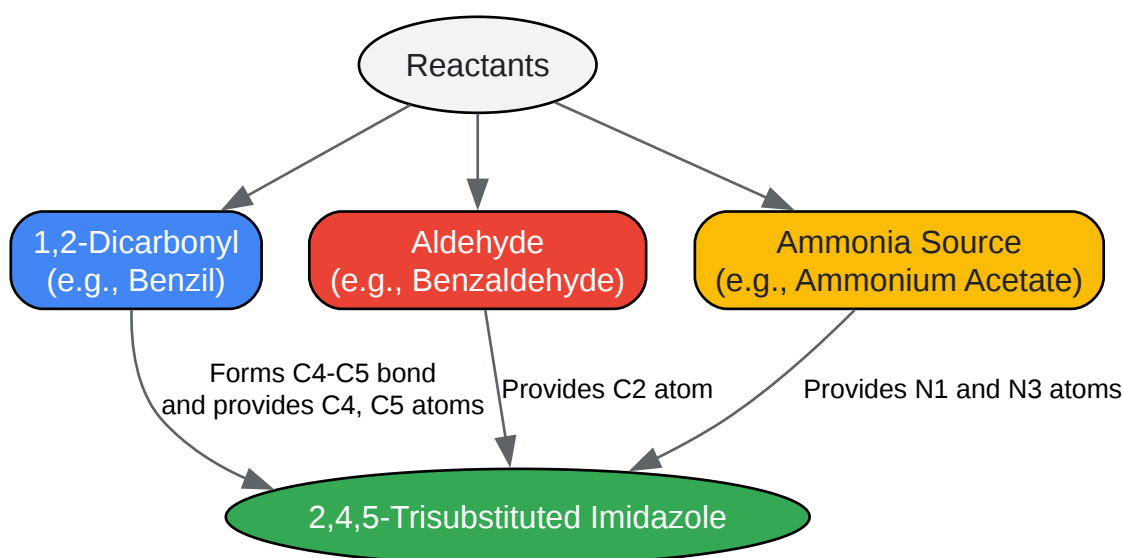 Reactants
1,2-Dicarbonyl
(e.g., Benzil)
Aldehyde
(e.g., Benzaldehyde)
Ammonia Source
(e.g., Ammonium Acetate)
Forms C4-C5 bond
and provides C4, C5 atoms
Provides C2 atom
Provides N1 and N3 atoms
2,4,5-Trisubstituted Imidazole